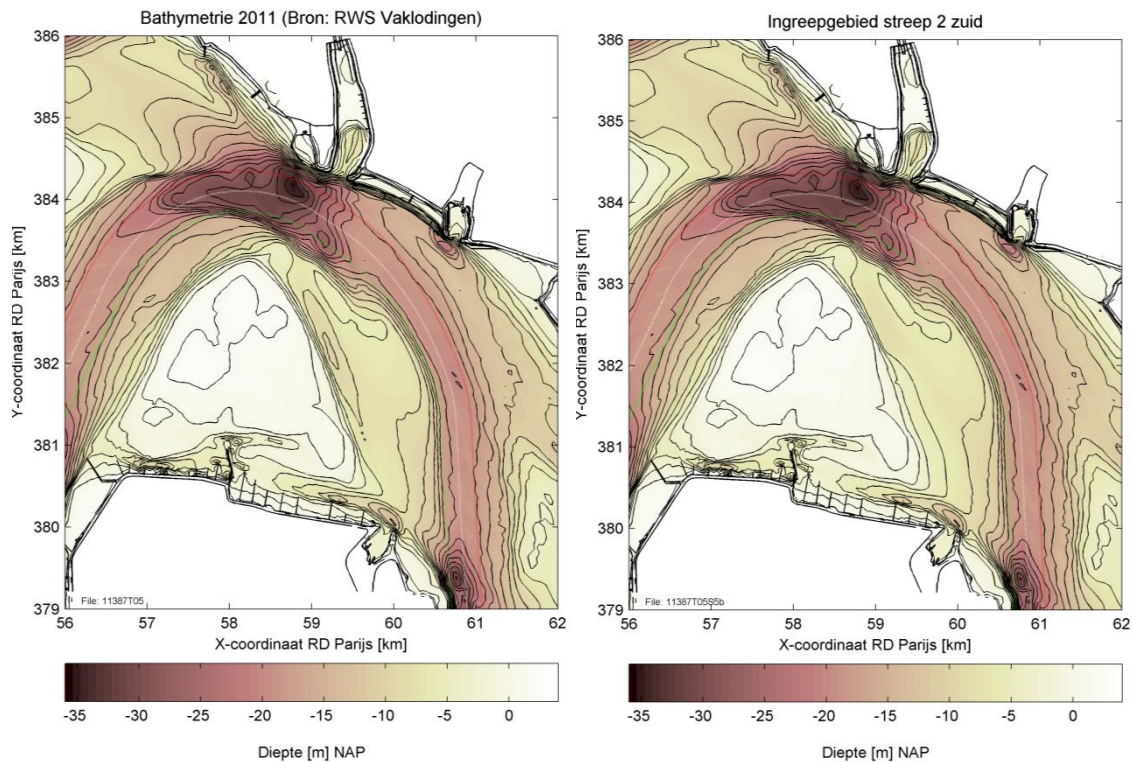 Bathymetrie 2011 (Bron: RWS Vaklodingen)
386
385
384
383
382
381
380
379
Y-coordinaat RD Parijs [km]
File: 11387T05
56 57 58 59 60 61 62
X-coordinaat RD Parijs [km]
-35 -30 -25 -20 -15 -10 -5 0
Diepte [m] NAP
Ingreepgebied streep 2 zuid
386
385
384
383
382
381
380
379
Y-coordinaat RD Parijs [km]
File: 11387T05S5b
56 57 58 59 60 61 62
X-coordinaat RD Parijs [km]
-35 -30 -25 -20 -15 -10 -5 0
Diepte [m] NAP